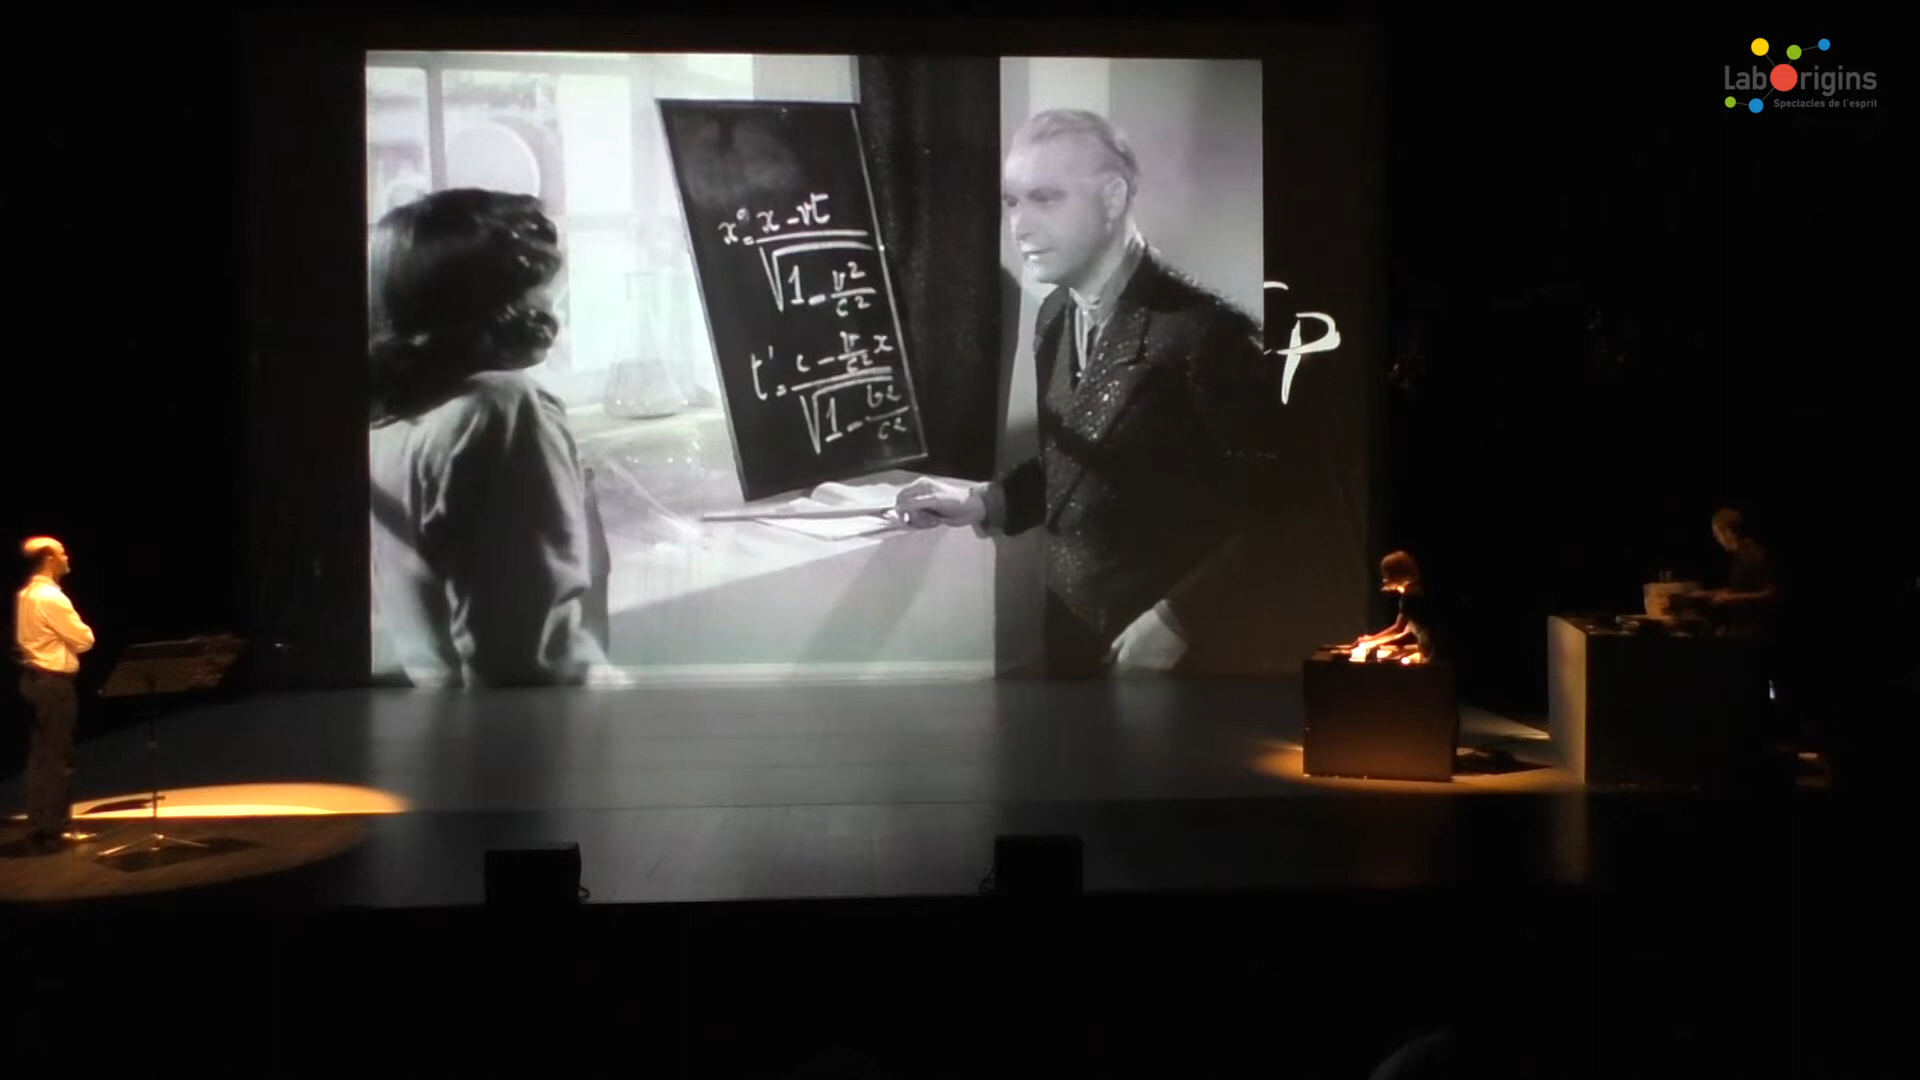 LabOrigins
Spectacles de l'esprit
x° = x - vt
√1 - v²/c²
t' = c - v/c² x
√1 - v²/c²
P